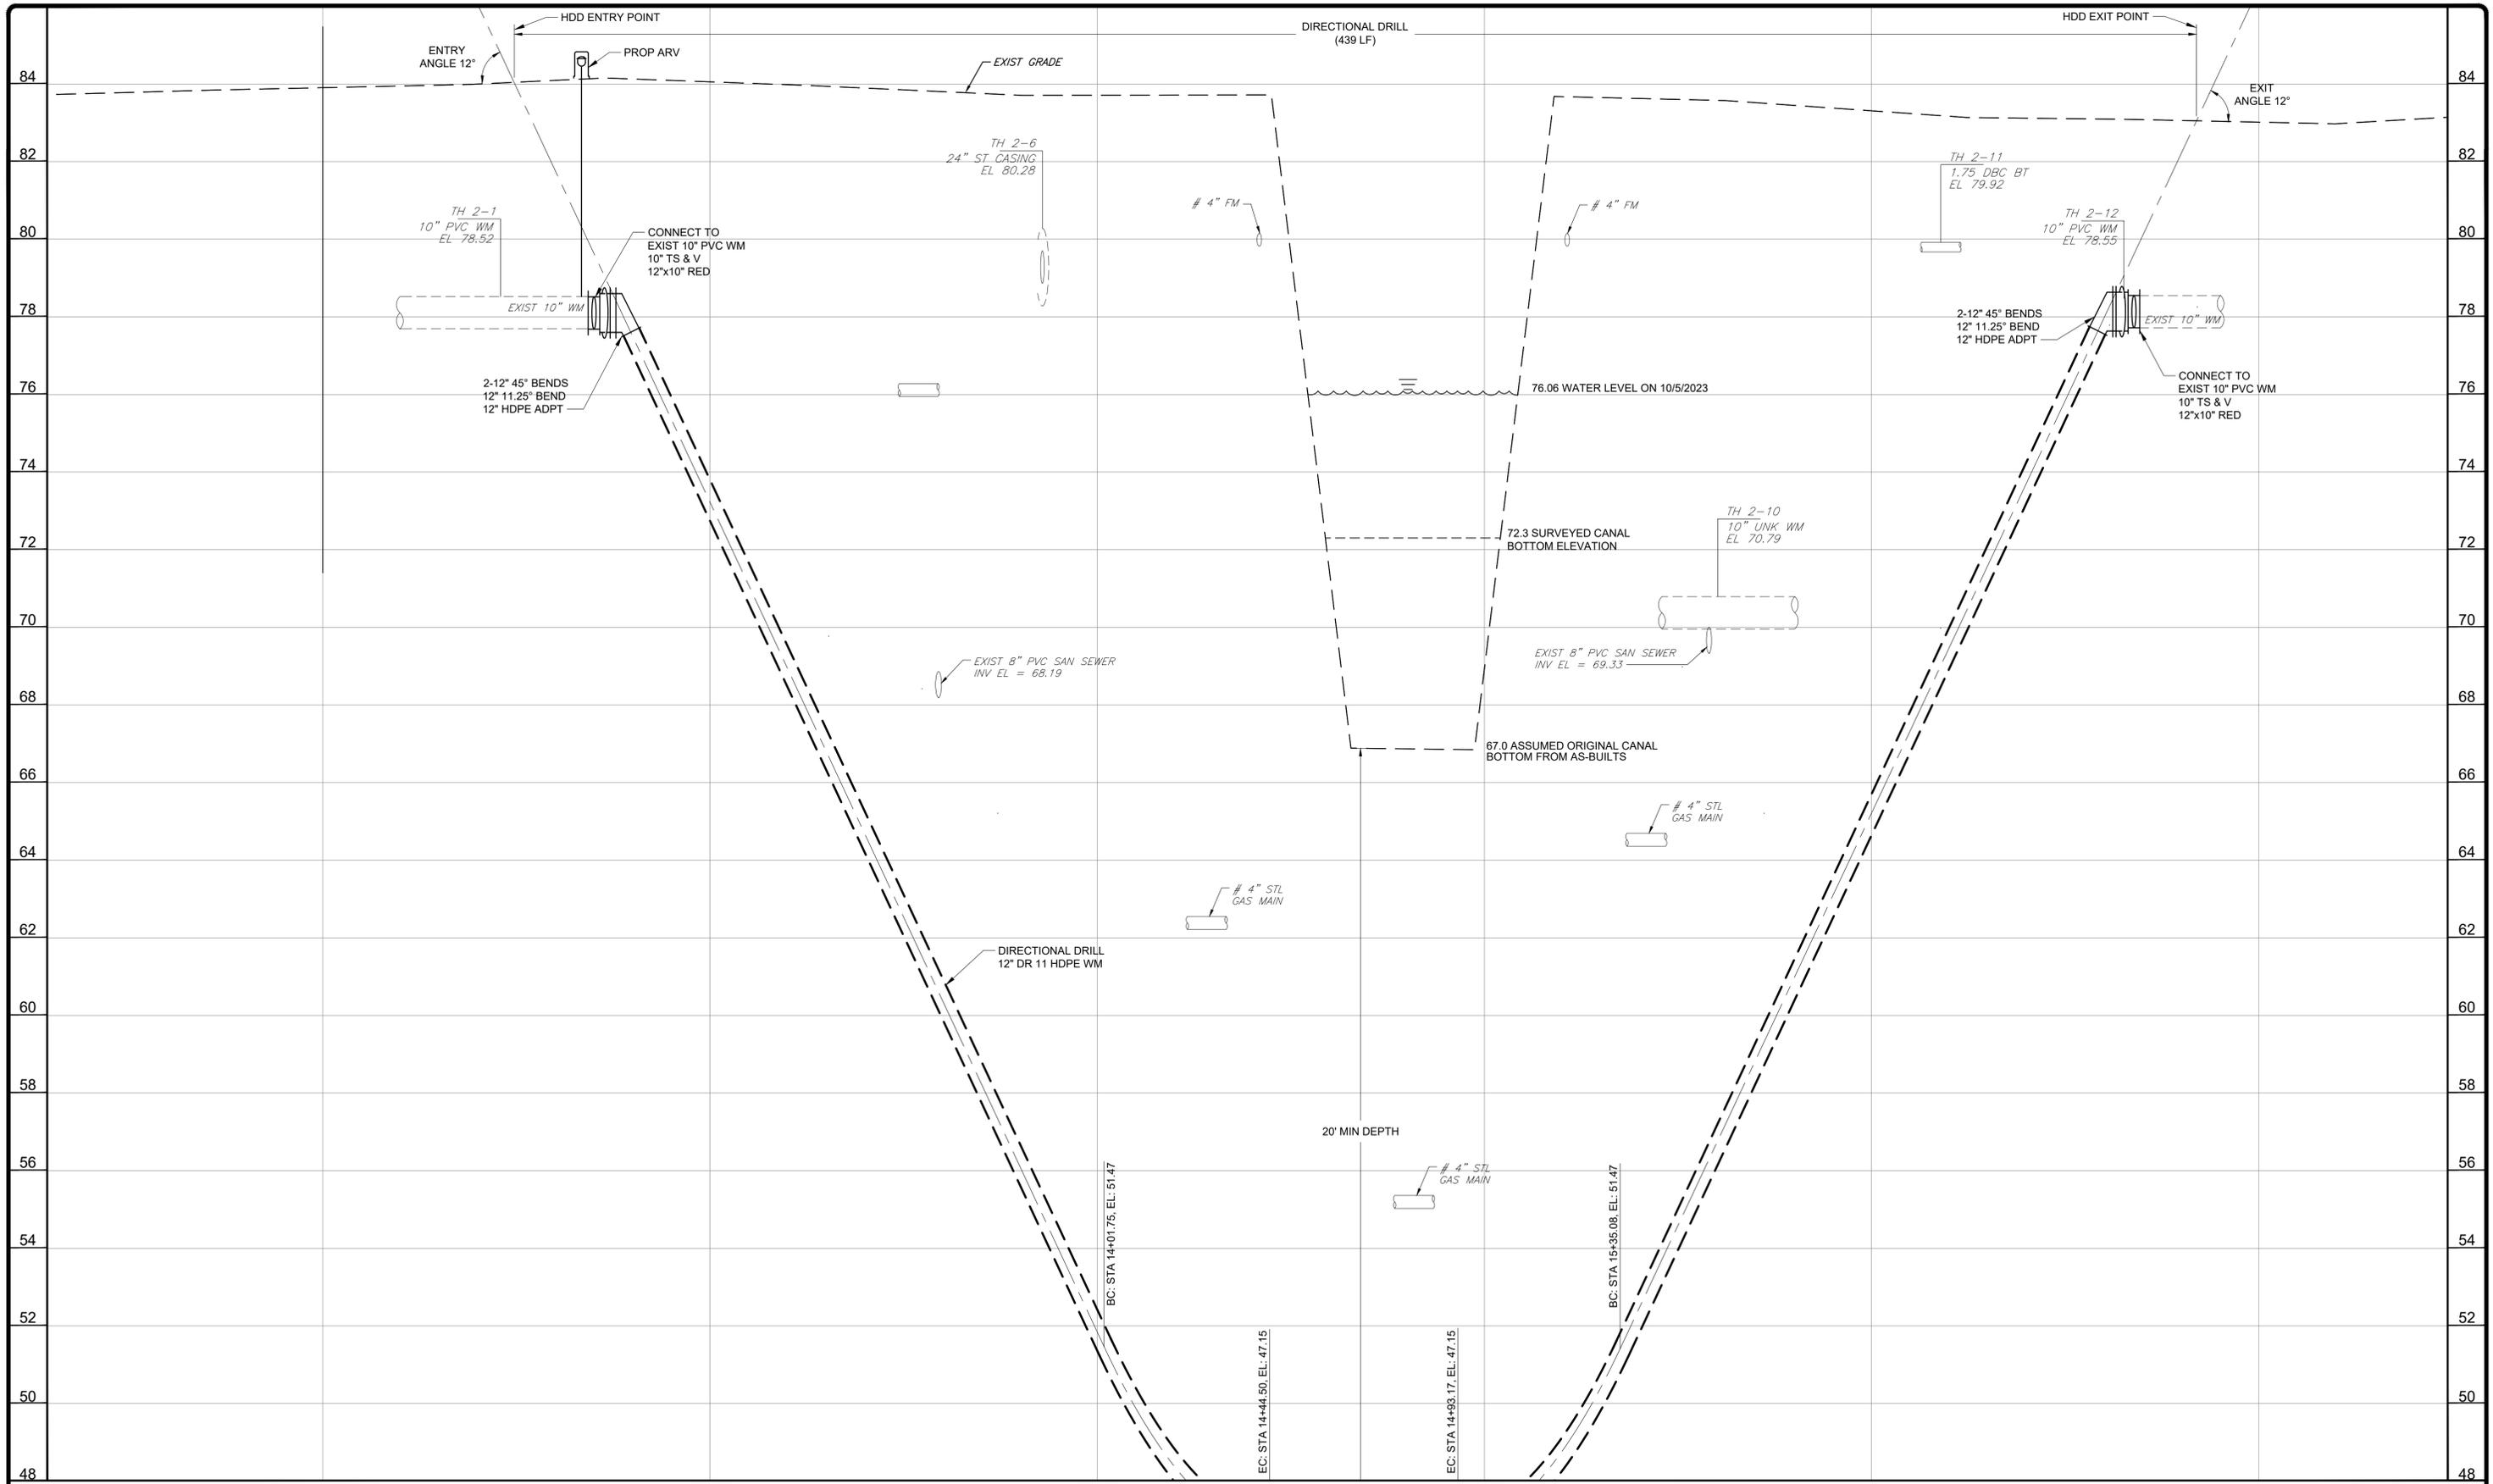 HDD ENTRY POINT
DIRECTIONAL DRILL
(439 LF)
HDD EXIT POINT
ENTRY
ANGLE 12°
PROP ARV
EXIST GRADE
EXIT
ANGLE 12°
84
84
82
82
80
80
78
78
76
76
74
74
72
72
70
70
68
68
66
66
64
64
62
62
60
60
58
58
56
56
54
54
52
52
50
50
48
48
TH 2-6
24" ST CASING
EL 80.28
TH 2-11
1.75 DBC BT
EL 79.92
# 4" FM
# 4" FM
TH 2-1
10" PVC WM
EL 78.52
CONNECT TO
EXIST 10" PVC WM
10" TS & V
12"x10" RED
TH 2-12
10" PVC WM
EL 78.55
EXIST 10" WM
EXIST 10" WM
2-12" 45° BENDS
12" 11.25° BEND
12" HDPE ADPT
2-12" 45° BENDS
12" 11.25° BEND
12" HDPE ADPT
CONNECT TO
EXIST 10" PVC WM
10" TS & V
12"x10" RED
76.06 WATER LEVEL ON 10/5/2023
72.3 SURVEYED CANAL
BOTTOM ELEVATION
TH 2-10
10" UNK WM
EL 70.79
EXIST 8" PVC SAN SEWER
INV EL = 68.19
EXIST 8" PVC SAN SEWER
INV EL = 69.33
67.0 ASSUMED ORIGINAL CANAL
BOTTOM FROM AS-BUILTS
# 4" STL
GAS MAIN
# 4" STL
GAS MAIN
DIRECTIONAL DRILL
12" DR 11 HDPE WM
20' MIN DEPTH
# 4" STL
GAS MAIN
BC: STA 14+01.75, EL: 51.47
BC: STA 15+35.08, EL: 51.47
EC: STA 14+44.50, EL: 47.15
EC: STA 14+93.17, EL: 47.15